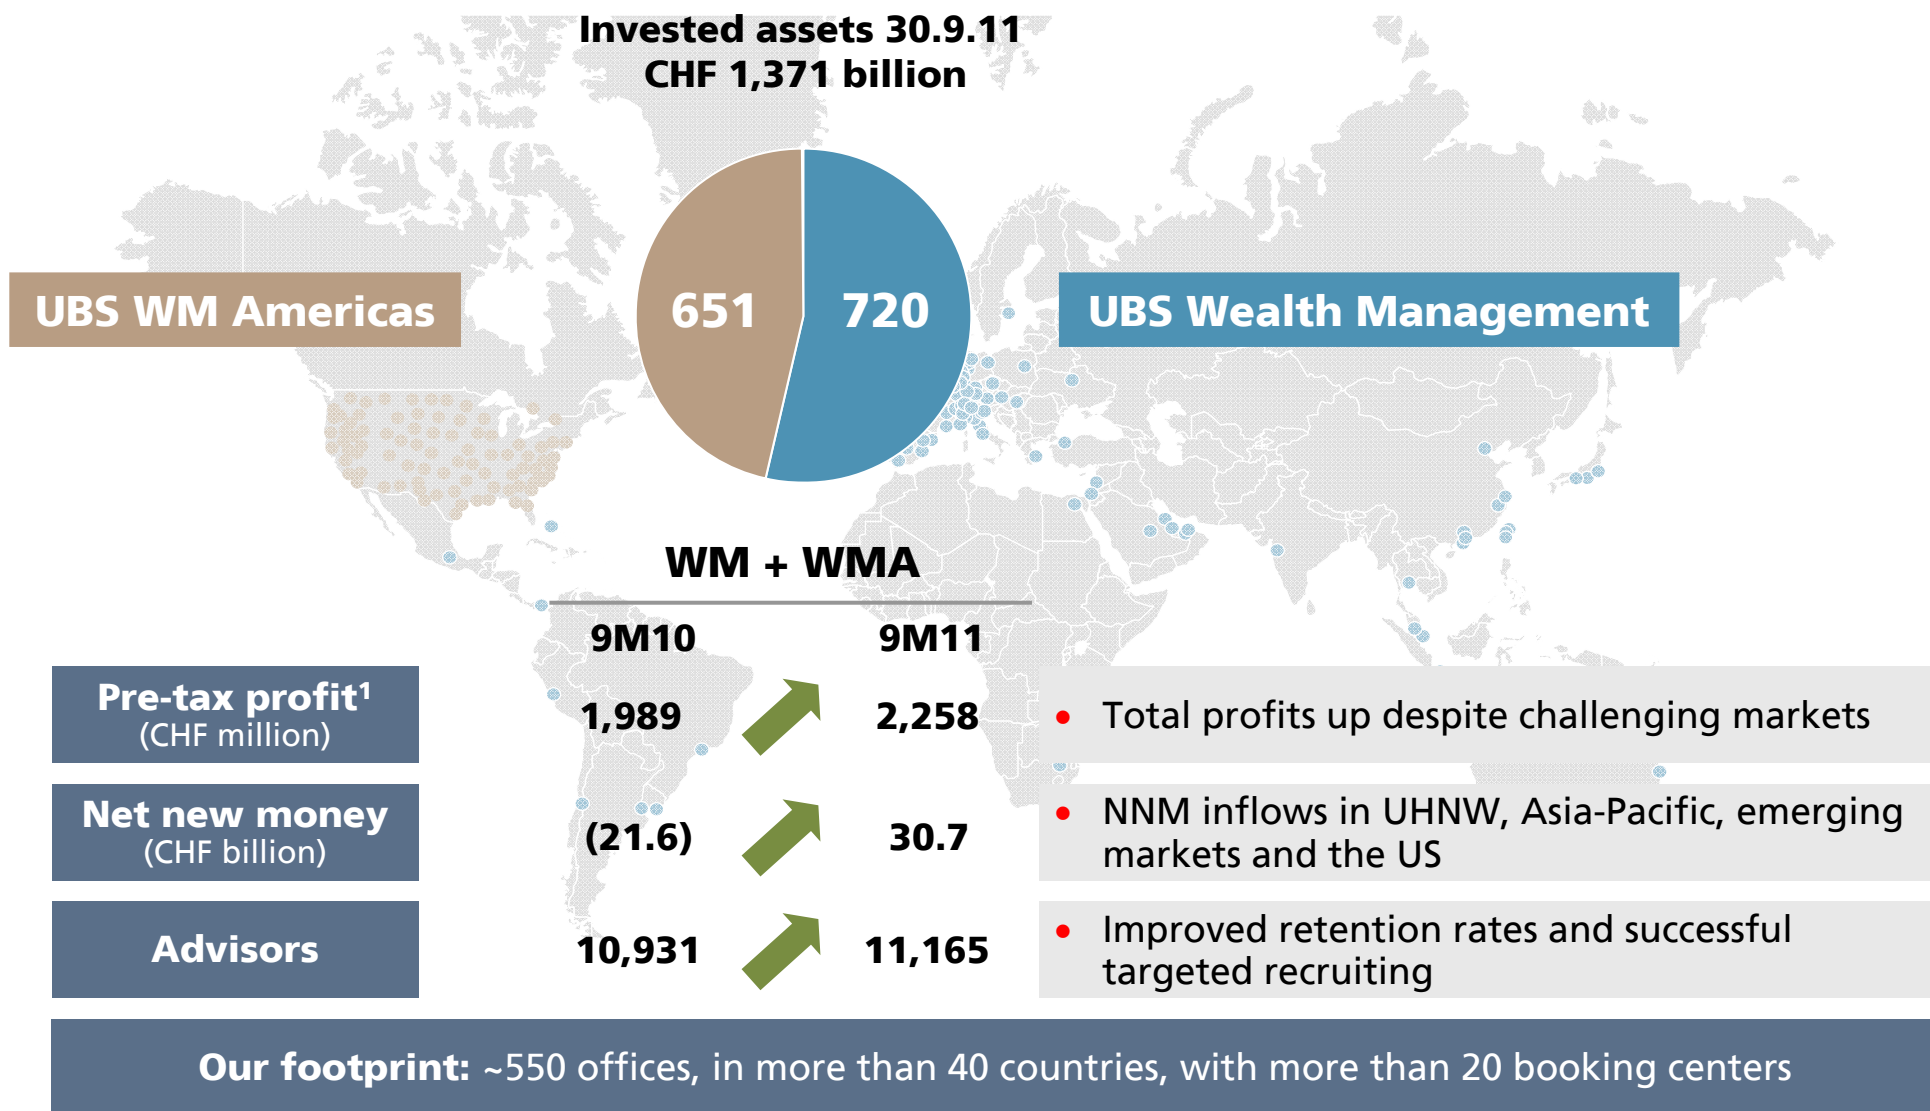 Invested assets 30.9.11
CHF 1,371 billion
UBS WM Americas
651
720
UBS Wealth Management
WM + WMA
9M10
9M11
Pre-tax profit¹
(CHF million)
1,989
2,258
• Total profits up despite challenging markets
Net new money
(CHF billion)
(21.6)
30.7
• NNM inflows in UHNW, Asia-Pacific, emerging
markets and the US
Advisors
10,931
11,165
• Improved retention rates and successful
targeted recruiting
Our footprint: ~550 offices, in more than 40 countries, with more than 20 booking centers